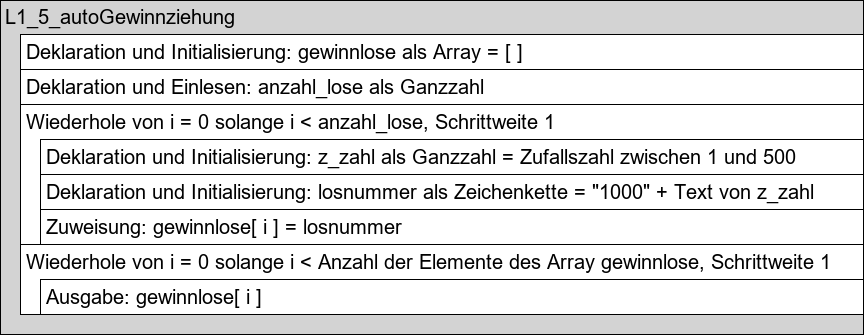 L1_5_autoGewinnziehung
Deklaration und Initialisierung: gewinnlose als Array = [ ]
Deklaration und Einlesen: anzahl_lose als Ganzzahl
Wiederhole von i = 0 solange i < anzahl_lose, Schrittweite 1
Deklaration und Initialisierung: z_zahl als Ganzzahl = Zufallszahl zwischen 1 und 500
Deklaration und Initialisierung: losnummer als Zeichenkette = "1000" + Text von z_zahl
Zuweisung: gewinnlose[ i ] = losnummer
Wiederhole von i = 0 solange i < Anzahl der Elemente des Array gewinnlose, Schrittweite 1
Ausgabe: gewinnlose[ i ]